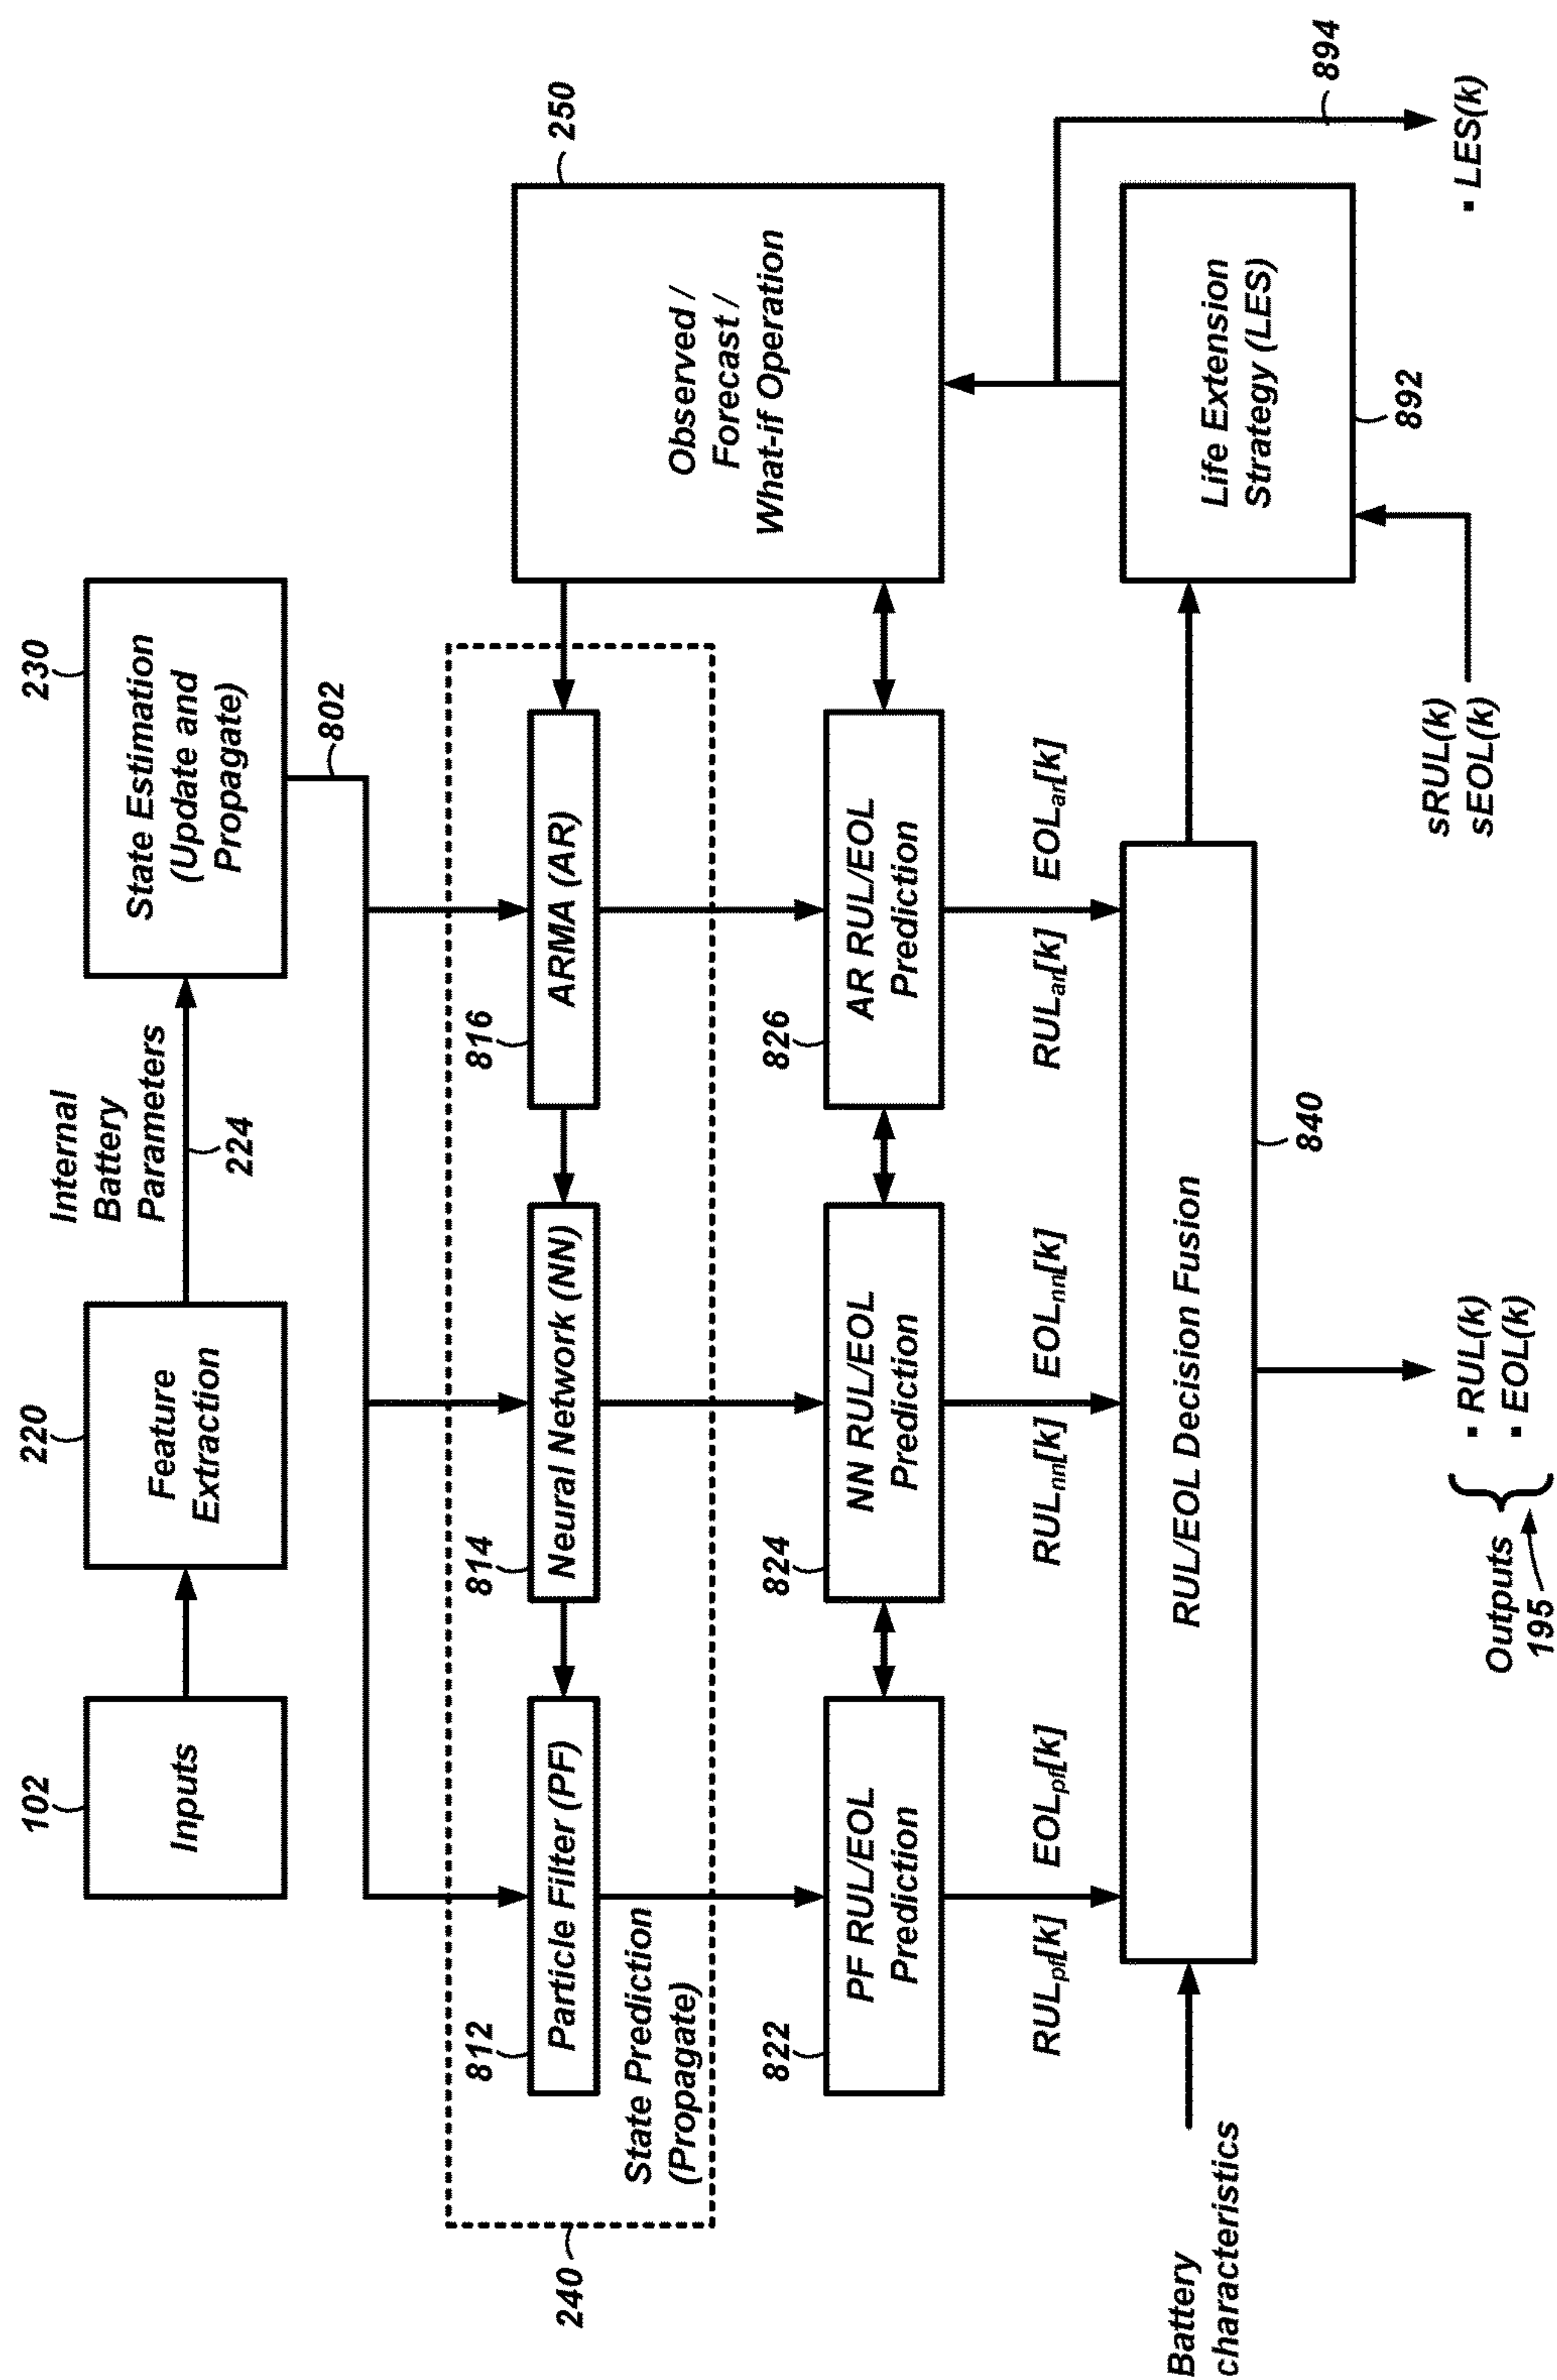 102
Inputs
220
Feature
Extraction
Internal
Battery
Parameters
224
230
State Estimation
(Update and
Propagate)
802
240
812
Particle Filter (PF)
814
Neural Network (NN)
816
ARMA (AR)
State Prediction
(Propagate)
250
Observed /
Forecast /
What-if Operation
822
PF RUL/EOL
Prediction
824
NN RUL/EOL
Prediction
826
AR RUL/EOL
Prediction
RULpf[k] EOLpf[k]
RULnn[k] EOLnn[k]
RULar[k] EOLar[k]
Battery
characteristics
RUL/EOL Decision Fusion
840
Life Extension
Strategy (LES)
892
894
sRUL(k)
sEOL(k)
Outputs
195
▪ RUL(k)
▪ EOL(k)
▪ LES(k)